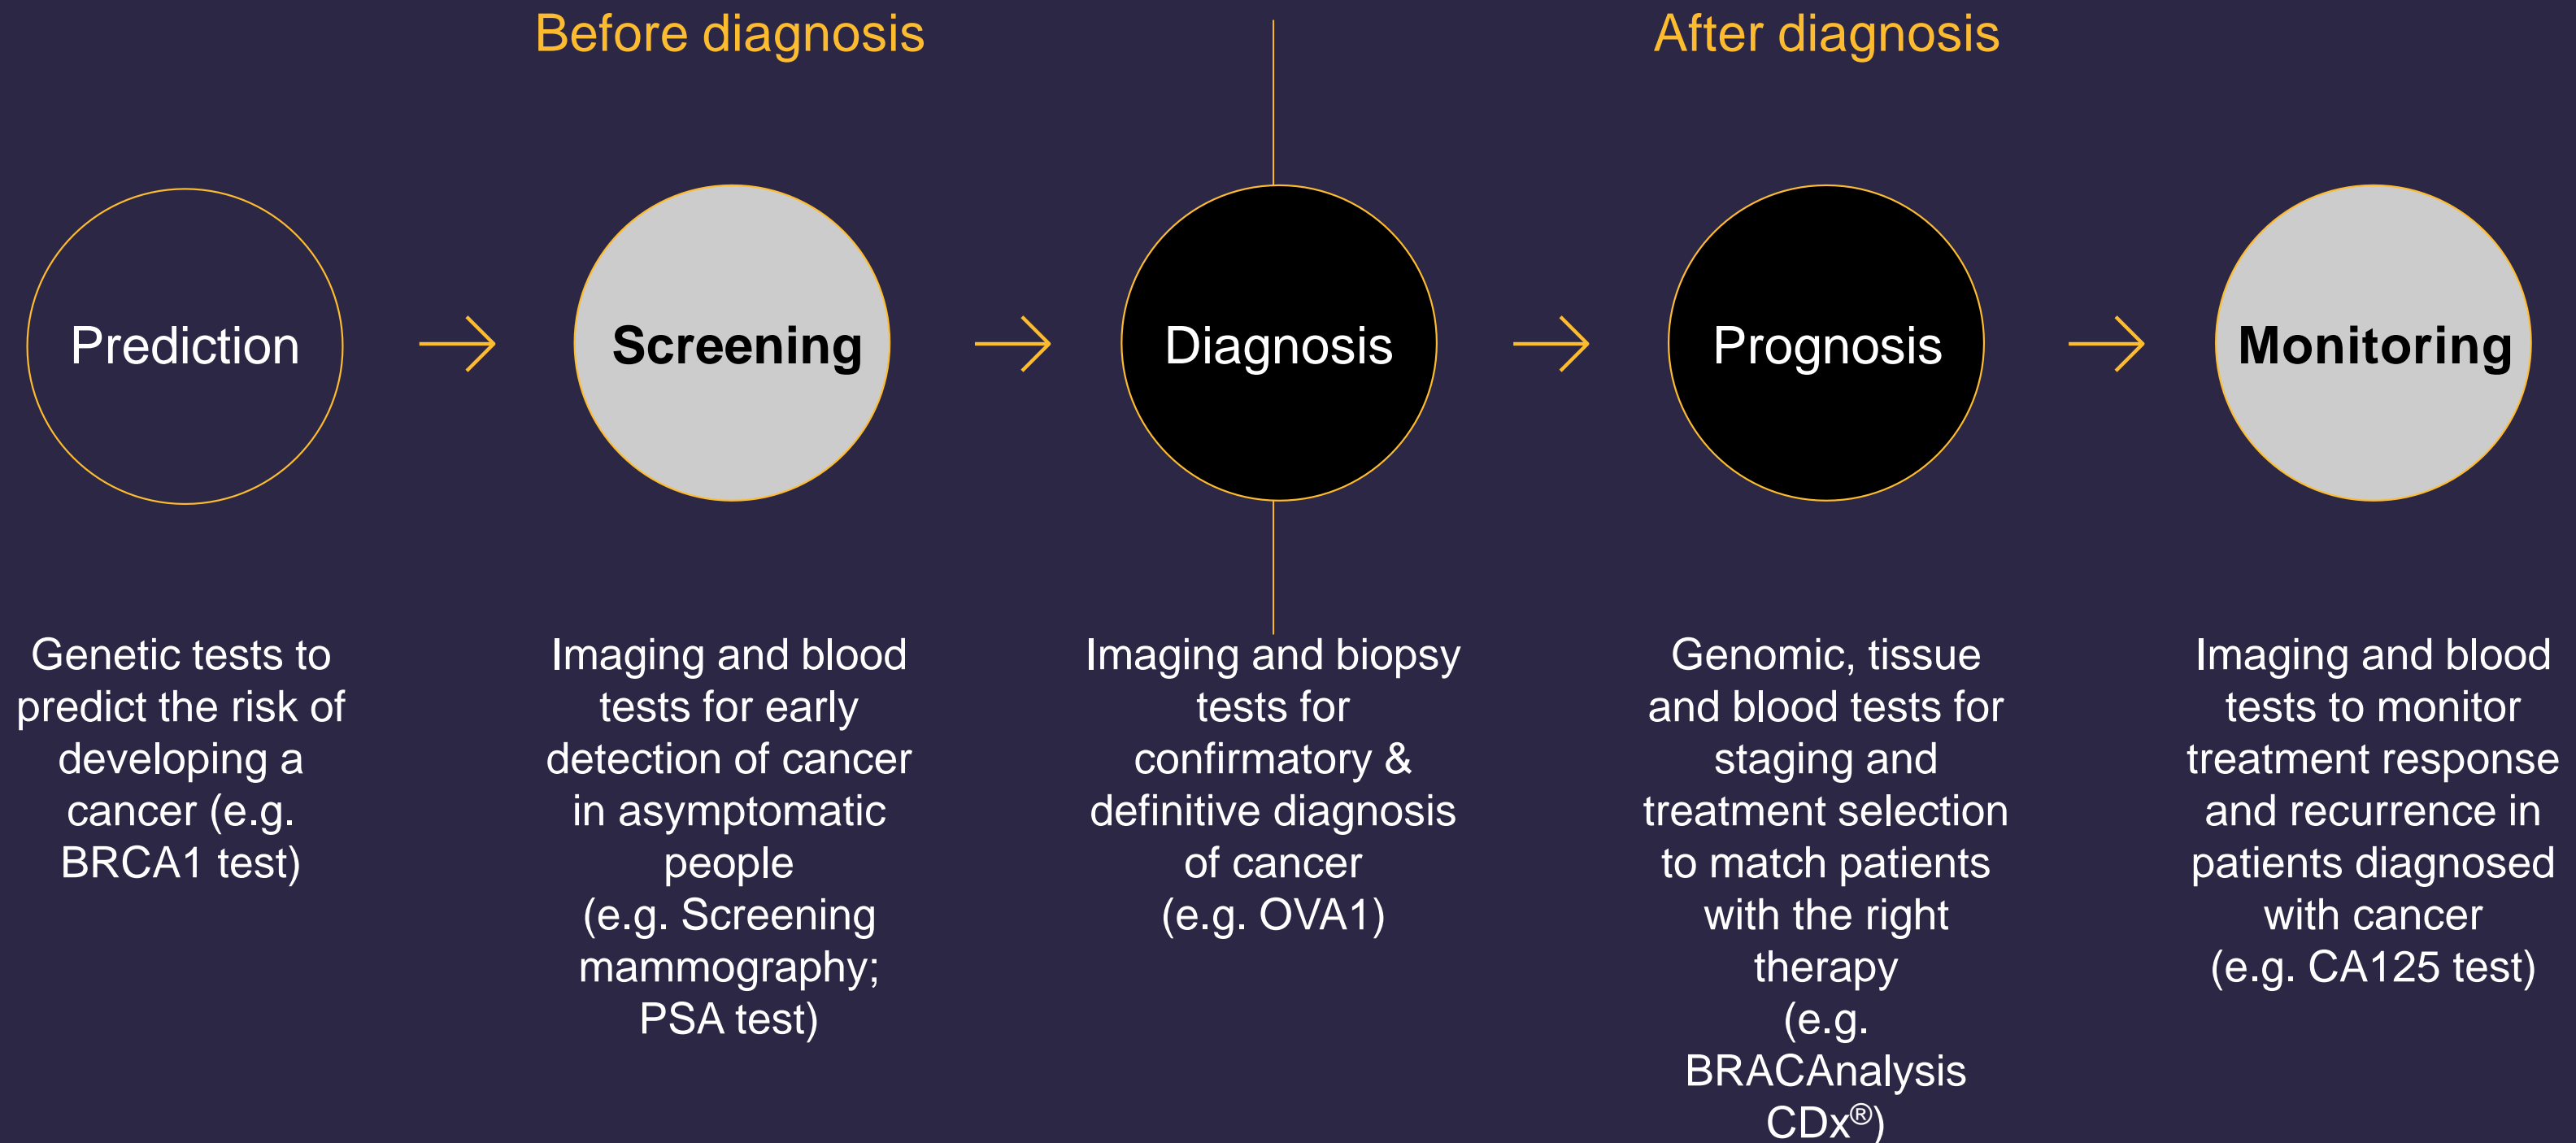 Before diagnosis
After diagnosis
Prediction
Screening
Diagnosis
Prognosis
Monitoring
Genetic tests to
predict the risk of
developing a
cancer (e.g.
BRCA1 test)
Imaging and blood
tests for early
detection of cancer
in asymptomatic
people
(e.g. Screening
mammography;
PSA test)
Imaging and biopsy
tests for
confirmatory &
definitive diagnosis
of cancer
(e.g. OVA1)
Genomic, tissue
and blood tests for
staging and
treatment selection
to match patients
with the right
therapy
(e.g.
BRACAnalysis
CDx®)
Imaging and blood
tests to monitor
treatment response
and recurrence in
patients diagnosed
with cancer
(e.g. CA125 test)